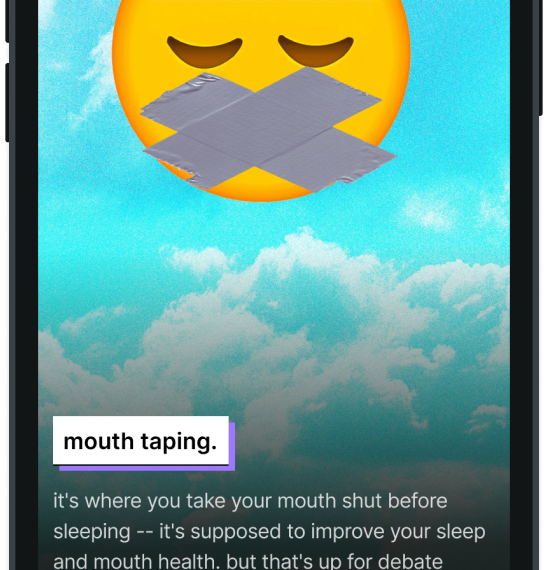 mouth taping.
it's where you take your mouth shut before
sleeping -- it's supposed to improve your sleep
and mouth health. but that's up for debate